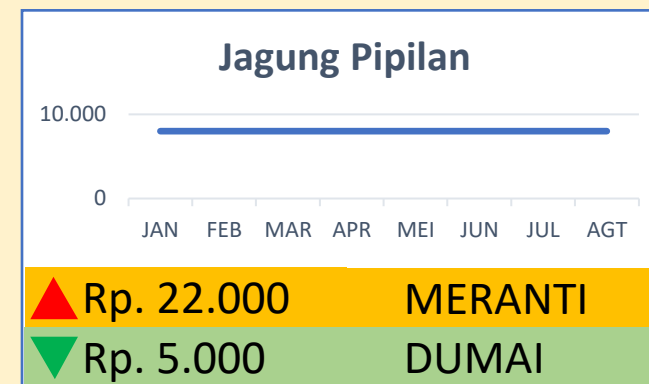 Jagung Pipilan
10.000
0
JAN FEB MAR APR MEI JUN JUL AGT
Rp. 22.000 MERANTI
Rp. 5.000 DUMAI